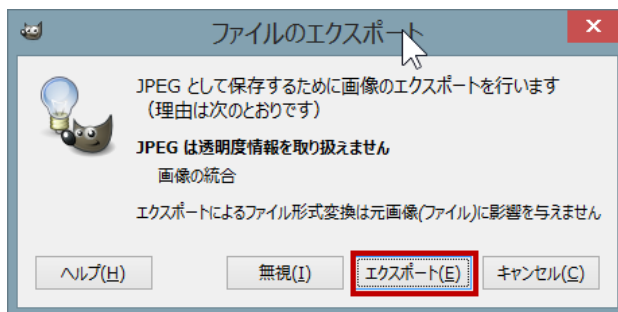 ファイルのエクスポート
JPEG として保存するために画像のエクスポートを行います
（理由は次のとおりです）
JPEG は透明度情報を取り扱えません
画像の統合
エクスポートによるファイル形式変換は元画像(ファイル)に影響を与えません
ヘルプ(H) 無視(I) エクスポート(E) キャンセル(C)